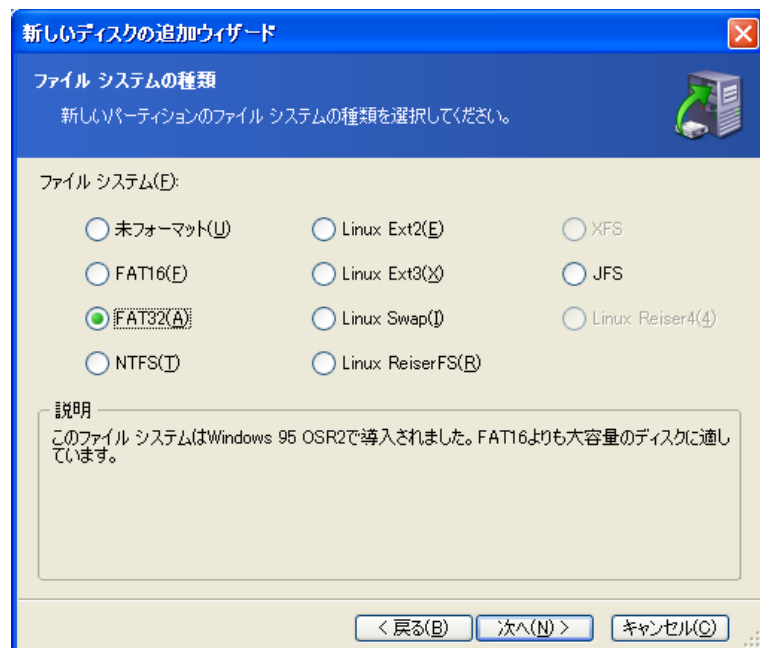 新しいディスクの追加ウィザード
ファイル システムの種類
新しいパーティションのファイル システムの種類を選択してください。
ファイル システム(F):
未フォーマット(U)
Linux Ext2(E)
XFS
FAT16(F)
Linux Ext3(X)
JFS
FAT32(A)
Linux Swap(I)
Linux Reiser4(4)
NTFS(T)
Linux ReiserFS(R)
説明
このファイル システムはWindows 95 OSR2で導入されました。FAT16よりも大容量のディスクに適し
ています。
< 戻る(B)
次へ(N) >
キャンセル(C)